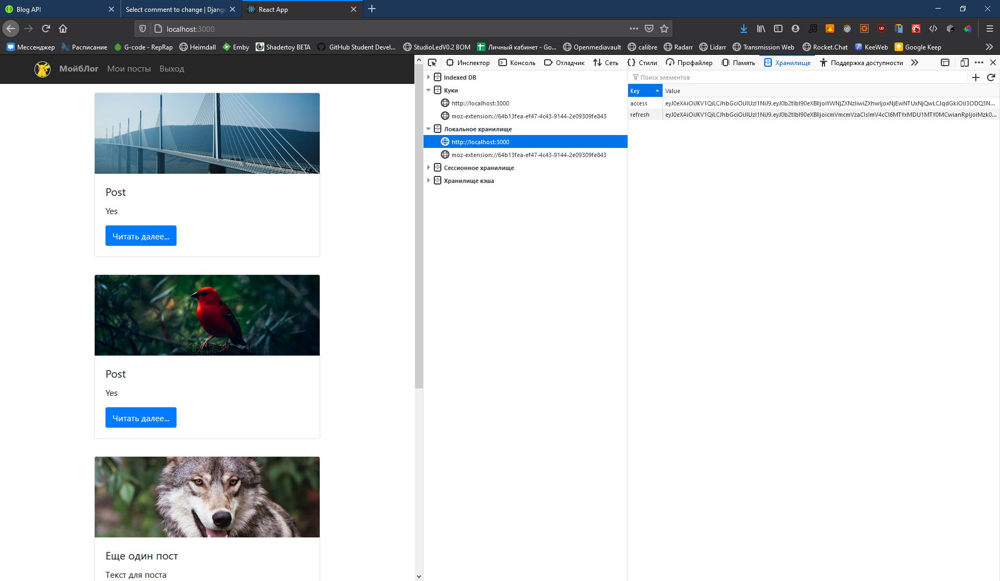 Blog API
Select comment to change | Djang
React App
localhost:3000
Мессенджер
Расписание
G-code - RepRap
Heimdall
Emby
Shadertoy BETA
GitHub Student Devel...
StudioLedV0.2 BOM
Личный кабинет - Go...
Openmediavault
calibre
Radarr
Lidarr
Transmission Web
Rocket.Chat
KeeWeb
Google Keep
МойбЛог
Мои посты
Выход
Инспектор
Консоль
Отладчик
Сеть
Стили
Профайлер
Память
Хранилище
Поддержка доступности
Post
Yes
Читать далее...
Post
Yes
Читать далее...
Еще один пост
Текст для поста
Indexed DB
Куки
http://localhost:3000
moz-extension://64b13fea-ef47-4c43-9144-2e09309fe843
Локальное хранилище
http://localhost:3000
moz-extension://64b13fea-ef47-4c43-9144-2e09309fe843
Сессионное хранилище
Хранилище кэша
Поиск элементов
Key
Value
access
refresh